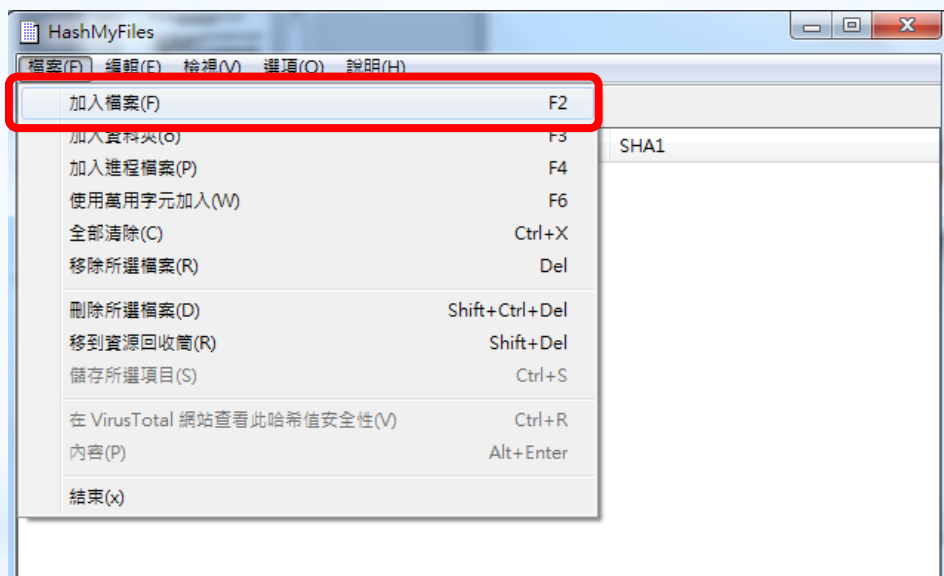 HashMyFiles
檔案(F) 編輯(E) 檢視(V) 選項(O) 說明(H)
加入檔案(F) F2
加入資料夾(o) F3
SHA1
加入進程檔案(P) F4
使用萬用字元加入(W) F6
全部清除(C) Ctrl+X
移除所選檔案(R) Del
刪除所選檔案(D) Shift+Ctrl+Del
移到資源回收筒(R) Shift+Del
儲存所選項目(S) Ctrl+S
在 VirusTotal 網站查看此哈希值安全性(V) Ctrl+R
內容(P) Alt+Enter
結束(x)